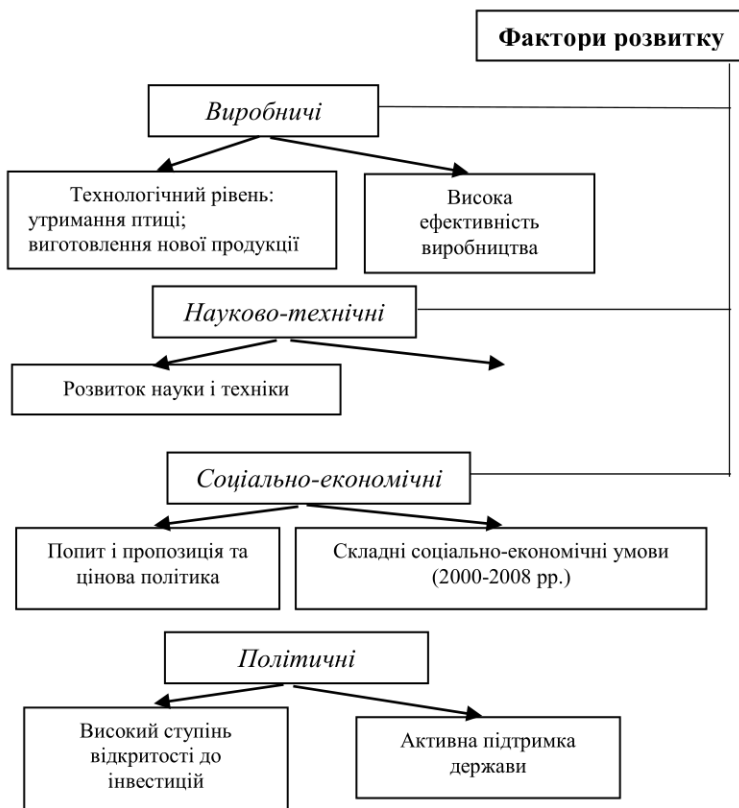 Фактори розвитку
Виробничі
Технологічний рівень:
утримання птиці;
виготовлення нової продукції
Висока
ефективність
виробництва
Науково-технічні
Розвиток науки і техніки
Соціально-економічні
Попит і пропозиція та
цінова політика
Складні соціально-економічні умови
(2000-2008 рр.)
Політичні
Високий ступінь
відкритості до
інвестицій
Активна підтримка
держави